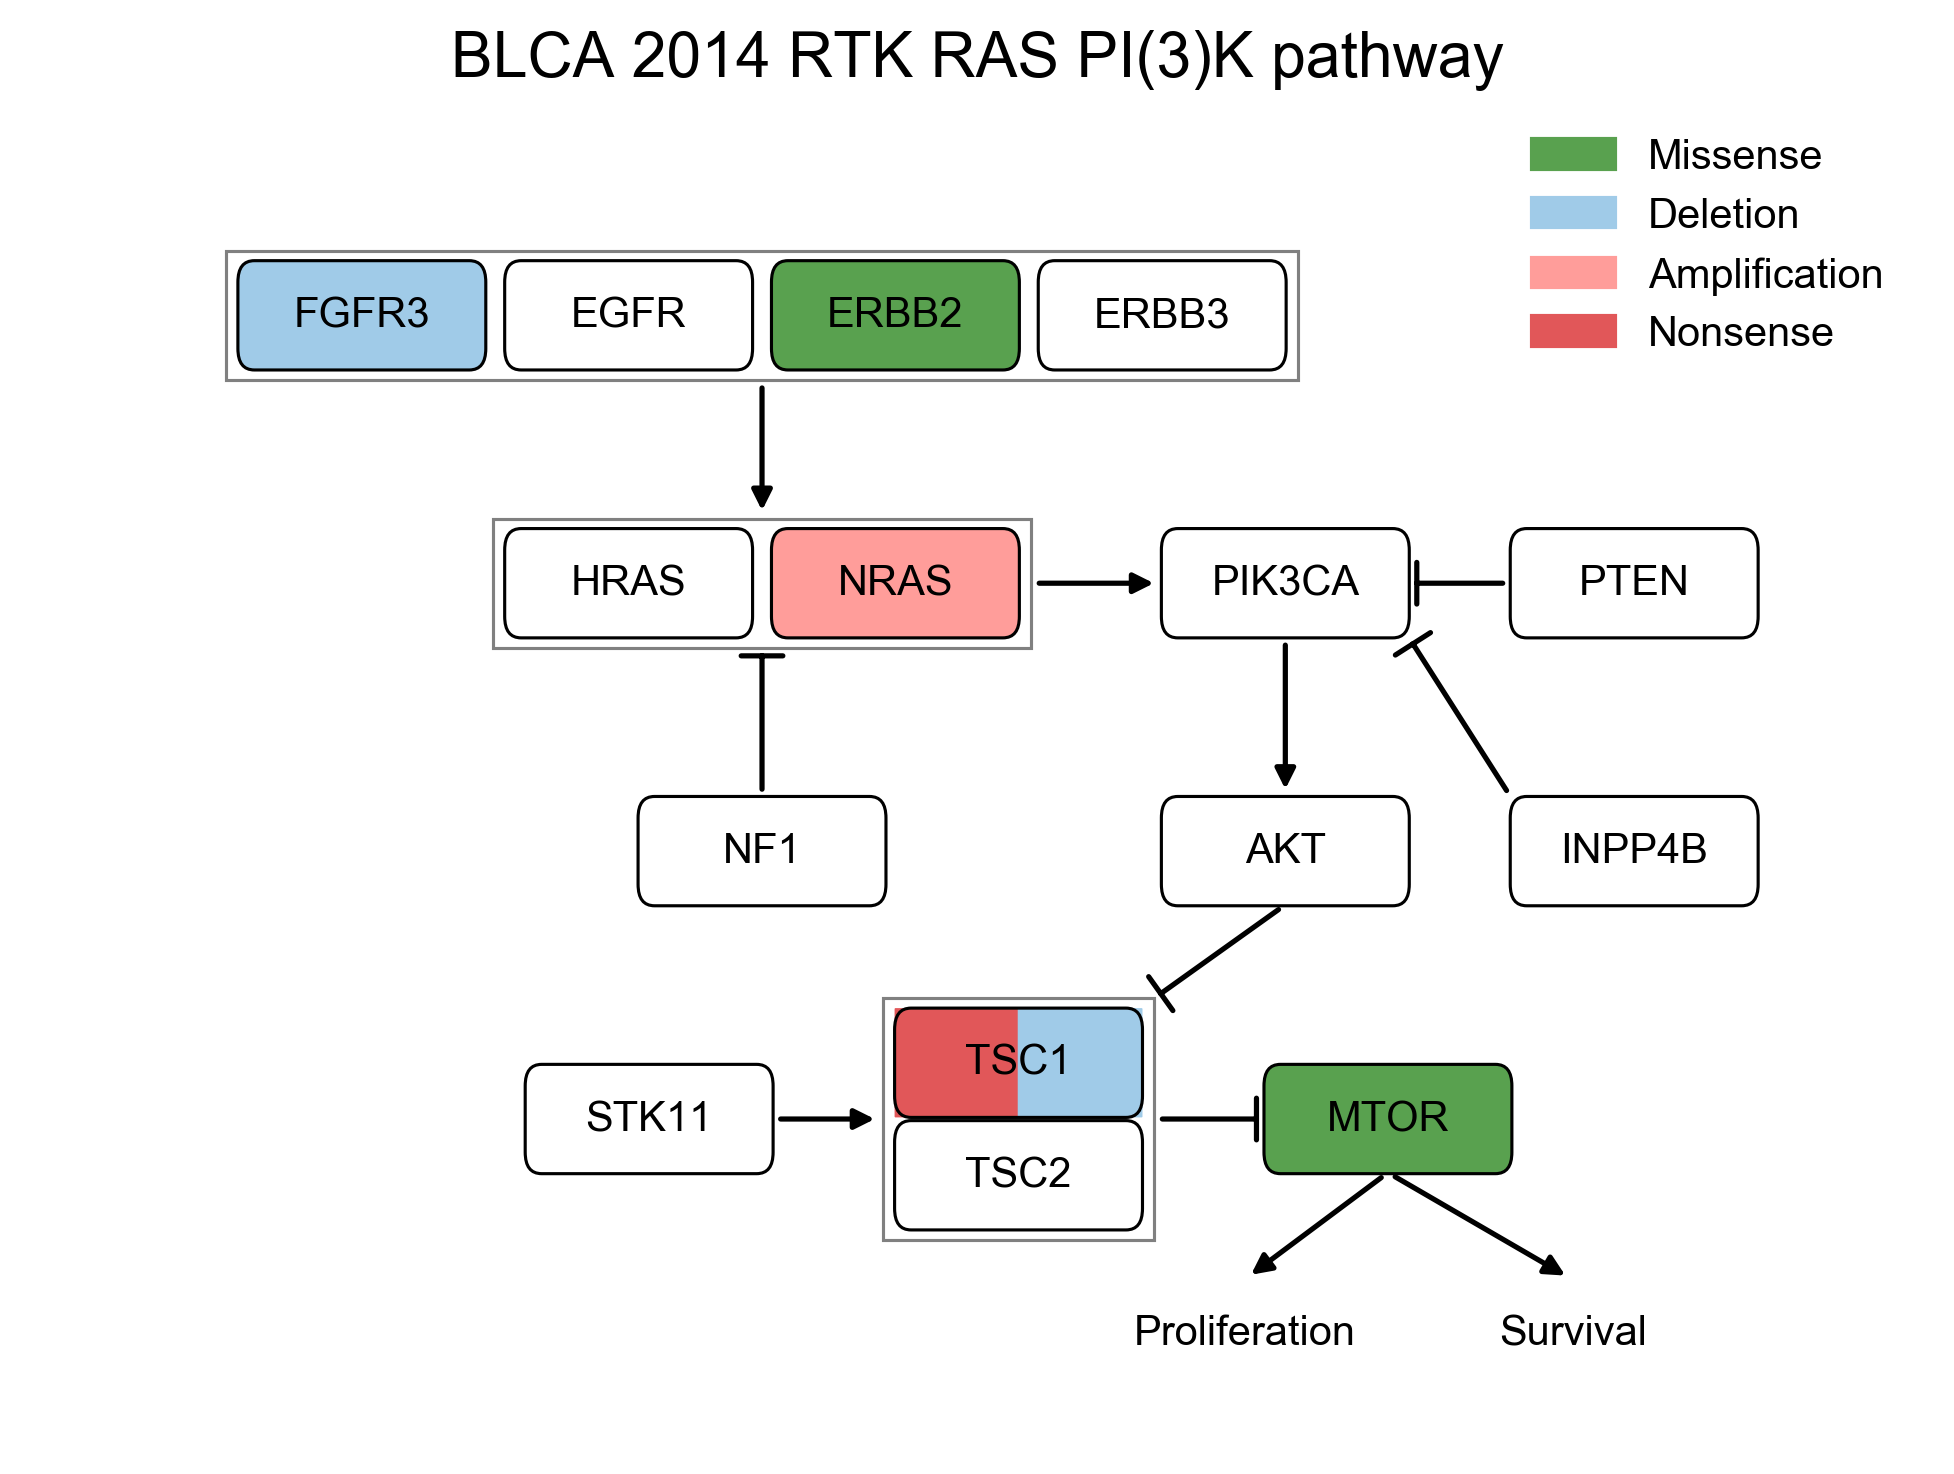 BLCA 2014 RTK RAS PI(3)K pathway
Missense
Deletion
Amplification
Nonsense
FGFR3 EGFR ERBB2 ERBB3
HRAS NRAS PIK3CA PTEN
NF1 AKT INPP4B
TSC1
STK11 MTOR
TSC2
Proliferation Survival